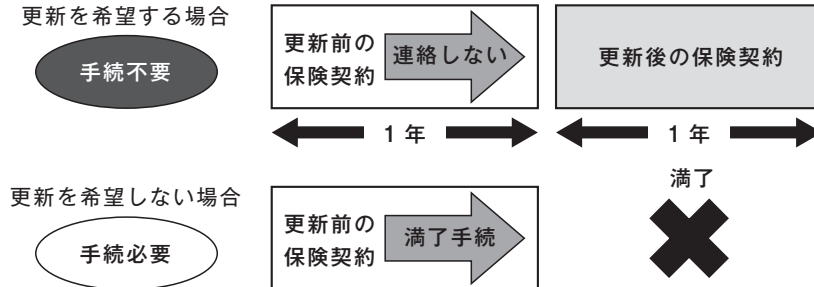 更新を希望する場合
手続不要
更新前の
保険契約
連絡しない
更新後の保険契約
1 年
1 年
更新を希望しない場合
手続必要
更新前の
保険契約
満了手続
満了